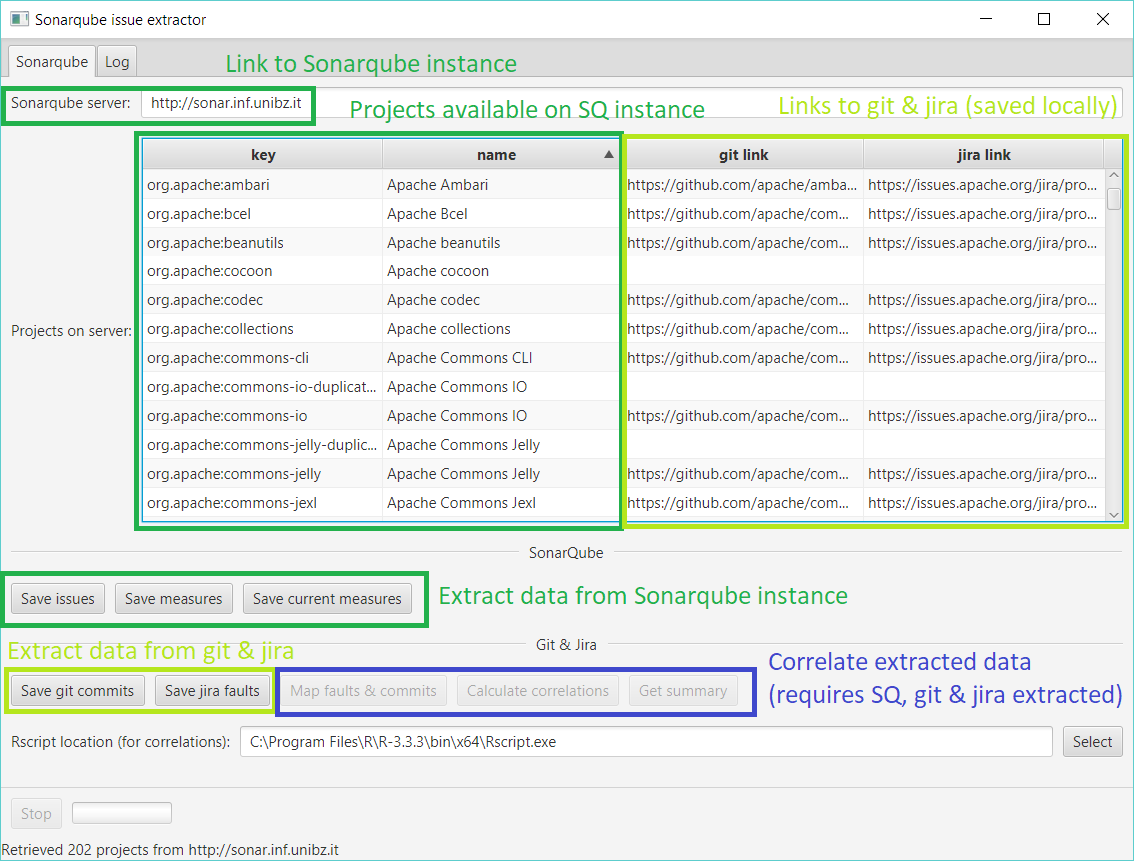 Sonarqube issue extractor
Sonarqube Log Link to Sonarqube instance
Sonarqube server: http://sonar.inf.unibz.it Projects available on SQ instance Links to git & jira (saved locally)
key name git link jira link
org.apache:ambari Apache Ambari https://github.com/apache/amba... https://issues.apache.org/jira/pro...
org.apache:bcel Apache Bcel https://github.com/apache/com... https://issues.apache.org/jira/pro...
org.apache:beanutils Apache beanutils https://github.com/apache/com... https://issues.apache.org/jira/pro...
org.apache:cocoon Apache cocoon
org.apache:codec Apache codec https://github.com/apache/com... https://issues.apache.org/jira/pro...
Projects on server: org.apache:collections Apache collections https://github.com/apache/com... https://issues.apache.org/jira/pro...
org.apache:commons-cli Apache Commons CLI https://github.com/apache/com... https://issues.apache.org/jira/pro...
org.apache:commons-io-duplicat... Apache Commons IO
org.apache:commons-io Apache Commons IO https://github.com/apache/com... https://issues.apache.org/jira/pro...
org.apache:commons-jelly-duplic... Apache Commons Jelly
org.apache:commons-jelly Apache Commons Jelly https://github.com/apache/com... https://issues.apache.org/jira/pro...
org.apache:commons-jexl Apache Commons Jexl https://github.com/apache/com... https://issues.apache.org/jira/pro...
SonarQube
Save issues Save measures Save current measures Extract data from Sonarqube instance
Git & Jira
Extract data from git & jira
Correlate extracted data
(requires SQ, git & jira extracted)
Save git commits Save jira faults Map faults & commits Calculate correlations Get summary
Rscript location (for correlations): C:\Program Files\R\R-3.3.3\bin\x64\Rscript.exe Select
Stop
Retrieved 202 projects from http://sonar.inf.unibz.it